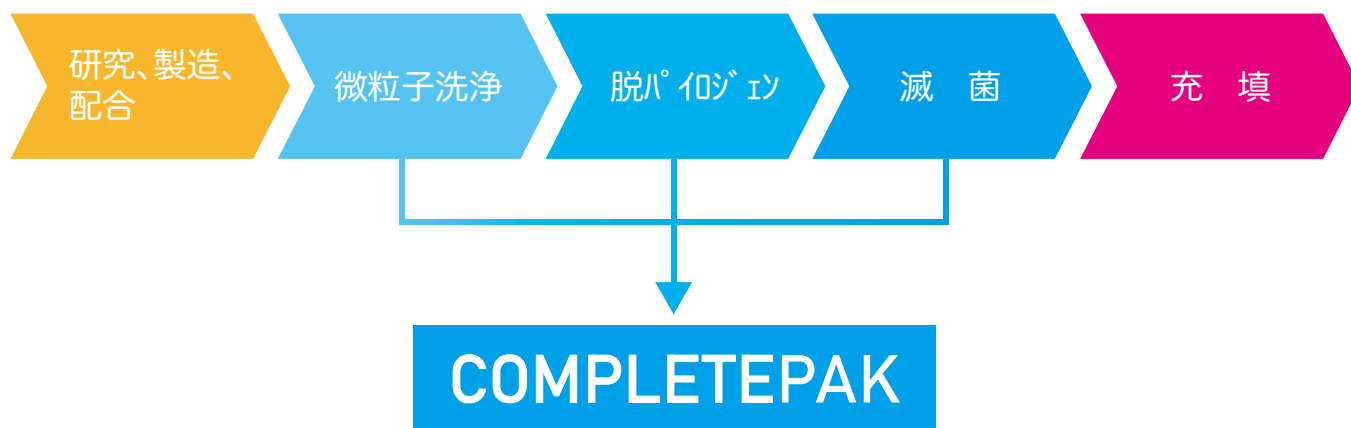 研究、製造、
配合
微粒子洗浄
脱パイロジェン
滅　菌
充　填
COMPLETEPAK